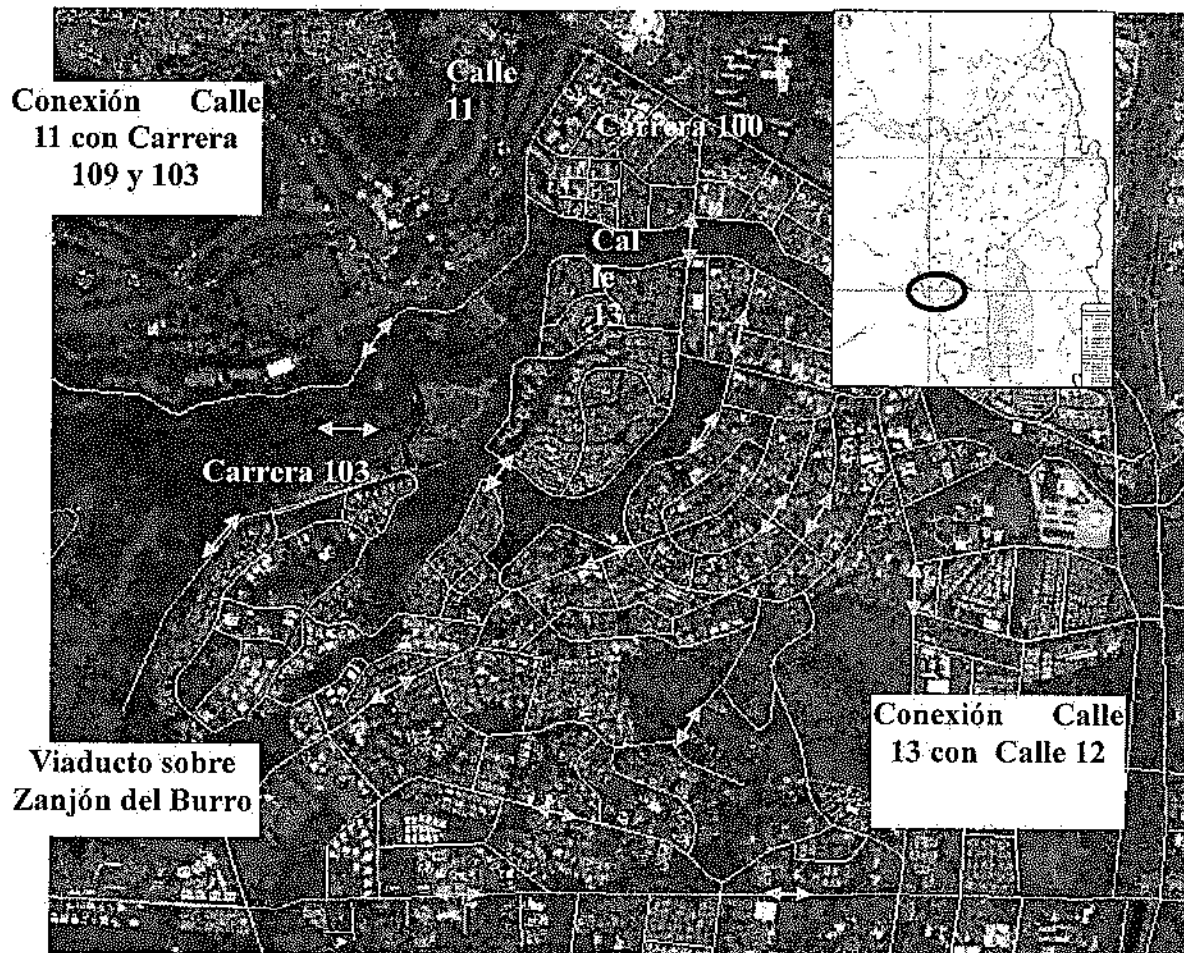 Calle
11
Conexión Calle
11 con Carrera
109 y 103
Carrera 100
Cal
le
13
Carrera 103
Conexión Calle
13 con Calle 12
Viaducto sobre
Zanjón del Burro